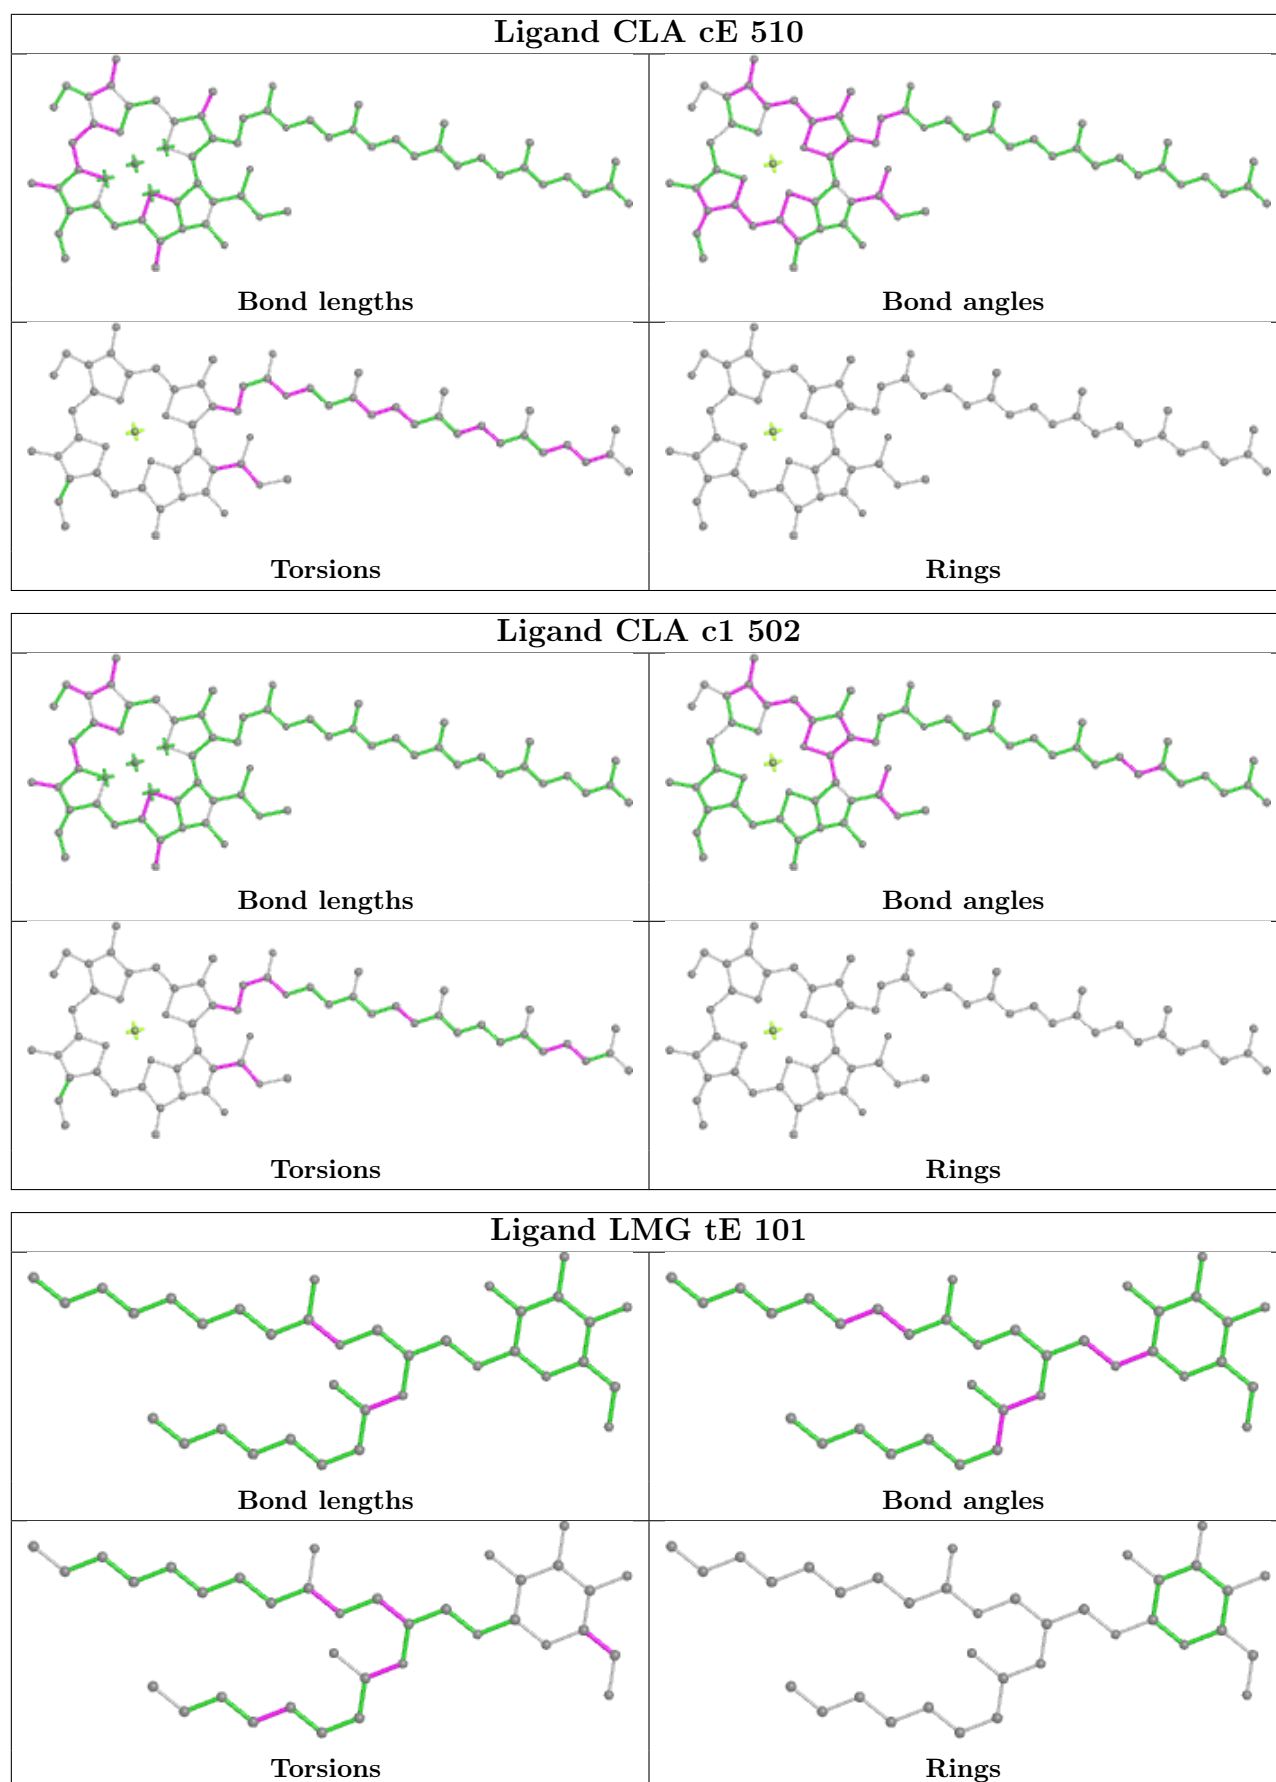 Ligand CLA cE 510
Bond lengths
Bond angles
Torsions
Rings
Ligand CLA c1 502
Bond lengths
Bond angles
Torsions
Rings
Ligand LMG tE 101
Bond lengths
Bond angles
Torsions
Rings